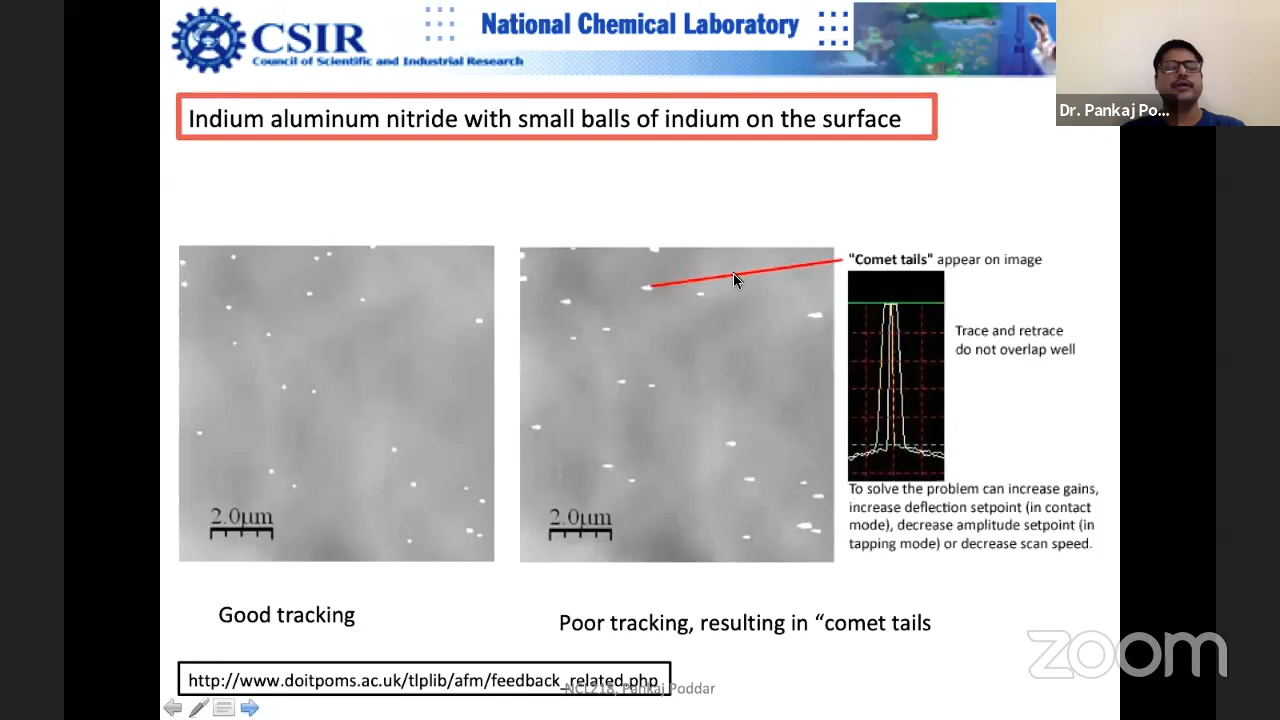 CSIR
Council of Scientific and Industrial Research
National Chemical Laboratory
Dr. Pankaj Po...
Indium aluminum nitride with small balls of indium on the surface
"Comet tails" appear on image
Trace and retrace
do not overlap well
2.0μm
2.0μm
To solve the problem can increase gains,
increase deflection setpoint (in contact
mode), decrease amplitude setpoint (in
tapping mode) or decrease scan speed.
Good tracking
Poor tracking, resulting in “comet tails
http://www.doitpoms.ac.uk/tlplib/afm/feedback_related.php
NCL218, Pankaj Poddar
zoom